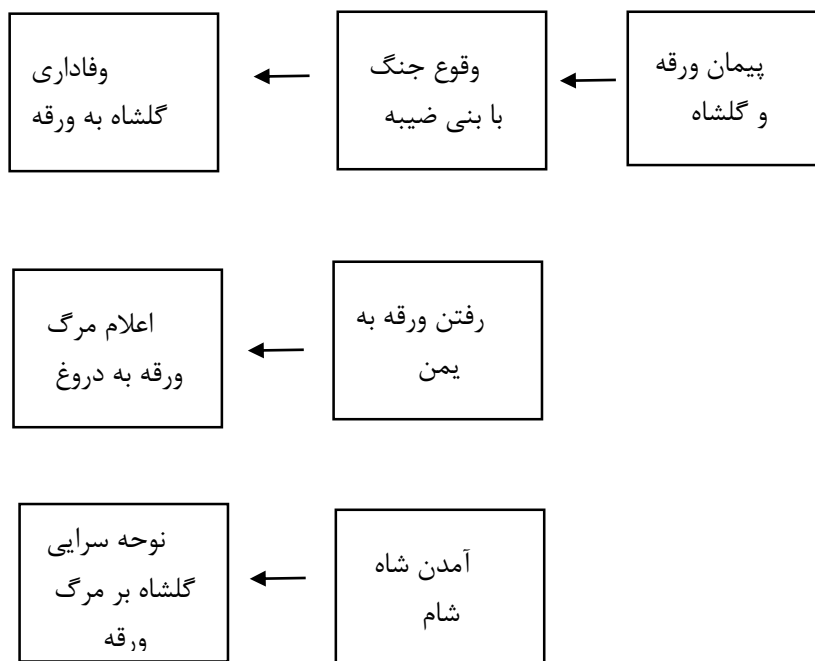 پیمان ورقه
و گلشاه
وقوع جنگ
با بنی ضیبه
وفاداری
گلشاه به ورقه
رفتن ورقه به
یمن
اعلام مرگ
ورقه به دروغ
آمدن شاه
شام
نوحه سرایی
گلشاه بر مرگ
ورقه